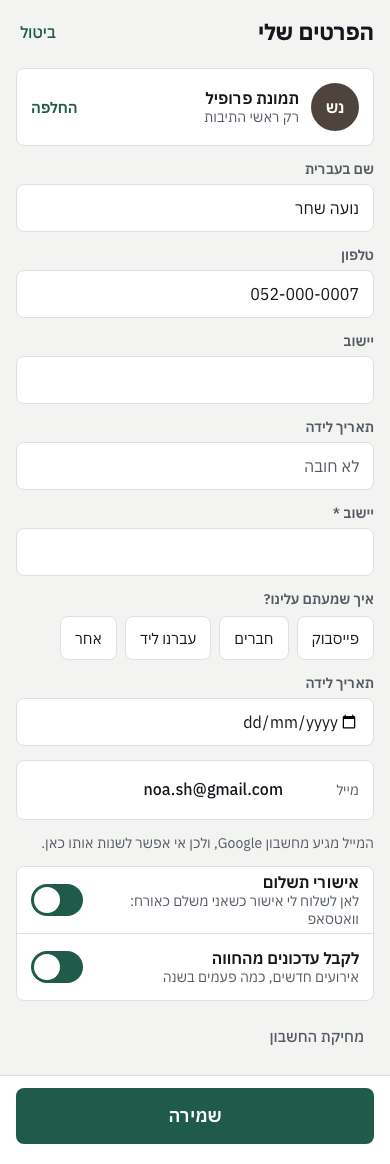 הפרטים שלי
ביטול
נש
תמונת פרופיל
רק ראשי התיבות
החלפה
שם בעברית
נועה שחר
טלפון
052-000-0007
יישוב
תאריך לידה
לא חובה
יישוב *
איך שמעתם עלינו?
פייסבוק
חברים
עברנו ליד
אחר
תאריך לידה
dd/mm/yyyy
מייל
noa.sh@gmail.com
המייל מגיע מחשבון Google, ולכן אי אפשר לשנות אותו כאן.
אישורי תשלום
לאן לשלוח לי אישור כשאני משלם כאורח:
וואטסאפ
לקבל עדכונים מהחווה
אירועים חדשים, כמה פעמים בשנה
מחיקת החשבון
שמירה